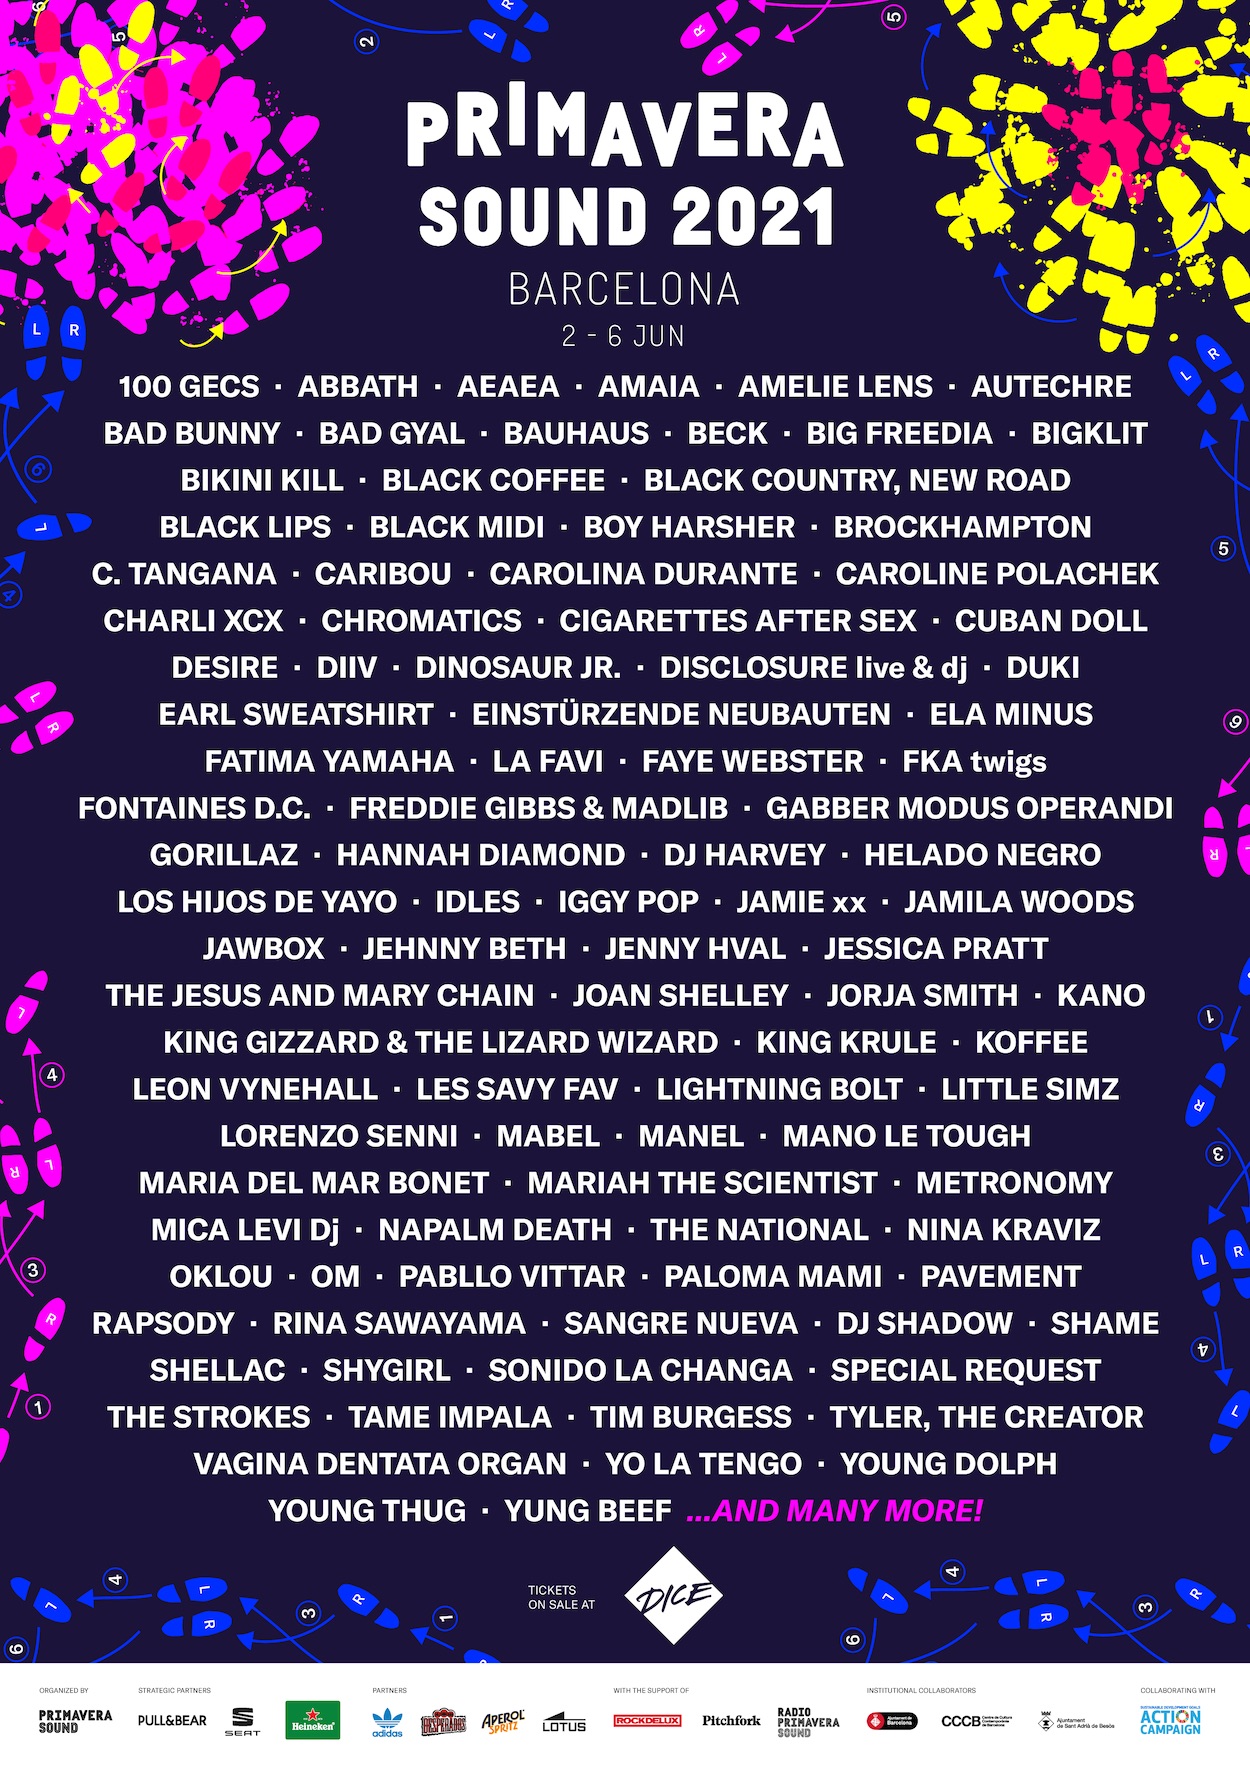 PRIMAVERA
SOUND 2021
BARCELONA
2 - 6 JUN
100 GECS · ABBATH · AEAEA · AMAIA · AMELIE LENS · AUTECHRE
BAD BUNNY · BAD GYAL · BAUHAUS · BECK · BIG FREEDIA · BIGKLIT
BIKINI KILL · BLACK COFFEE · BLACK COUNTRY, NEW ROAD
BLACK LIPS · BLACK MIDI · BOY HARSHER · BROCKHAMPTON
C. TANGANA · CARIBOU · CAROLINA DURANTE · CAROLINE POLACHEK
CHARLI XCX · CHROMATICS · CIGARETTES AFTER SEX · CUBAN DOLL
DESIRE · DIIV · DINOSAUR JR. · DISCLOSURE live & dj · DUKI
EARL SWEATSHIRT · EINSTÜRZENDE NEUBAUTEN · ELA MINUS
FATIMA YAMAHA · LA FAVI · FAYE WEBSTER · FKA twigs
FONTAINES D.C. · FREDDIE GIBBS & MADLIB · GABBER MODUS OPERANDI
GORILLAZ · HANNAH DIAMOND · DJ HARVEY · HELADO NEGRO
LOS HIJOS DE YAYO · IDLES · IGGY POP · JAMIE xx · JAMILA WOODS
JAWBOX · JEHNNY BETH · JENNY HVAL · JESSICA PRATT
THE JESUS AND MARY CHAIN · JOAN SHELLEY · JORJA SMITH · KANO
KING GIZZARD & THE LIZARD WIZARD · KING KRULE · KOFFEE
LEON VYNEHALL · LES SAVY FAV · LIGHTNING BOLT · LITTLE SIMZ
LORENZO SENNI · MABEL · MANEL · MANO LE TOUGH
MARIA DEL MAR BONET · MARIAH THE SCIENTIST · METRONOMY
MICA LEVI Dj · NAPALM DEATH · THE NATIONAL · NINA KRAVIZ
OKLOU · OM · PABLLO VITTAR · PALOMA MAMI · PAVEMENT
RAPSODY · RINA SAWAYAMA · SANGRE NUEVA · DJ SHADOW · SHAME
SHELLAC · SHYGIRL · SONIDO LA CHANGA · SPECIAL REQUEST
THE STROKES · TAME IMPALA · TIM BURGESS · TYLER, THE CREATOR
VAGINA DENTATA ORGAN · YO LA TENGO · YOUNG DOLPH
YOUNG THUG · YUNG BEEF ...AND MANY MORE!
TICKETS
ON SALE AT
DICE
ORGANIZED BY STRATEGIC PARTNERS PARTNERS WITH THE SUPPORT OF INSTITUTIONAL COLLABORATORS COLLABORATING WITH
PRIMAVERA
SOUND
PULL&BEAR
SEAT
Heineken
adidas
DESPERADOS
APEROL
SPRITZ
LOTUS
ROCKDELUX
Pitchfork
RADIO
PRIMAVERA
SOUND
Ajuntament de
Barcelona
CCCB
Centre de Cultura
Contemporània
de Barcelona
Ajuntament
de Sant Adrià de Besòs
SUSTAINABLE DEVELOPMENT GOALS
ACTION
CAMPAIGN